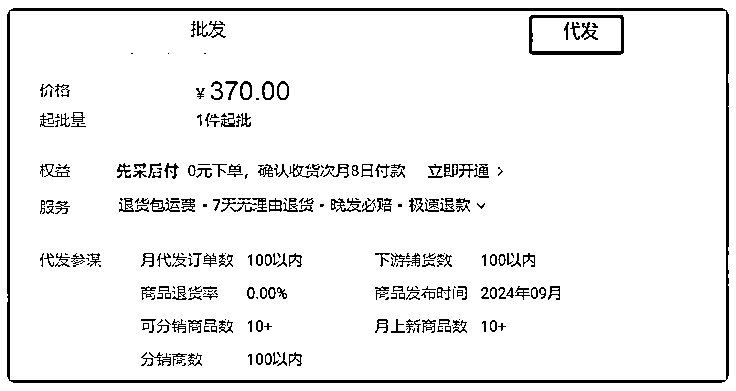 批发 代发
价格 ¥ 370.00
起批量 1件起批
权益 先采后付 0元下单，确认收货次月8日付款 立即开通 >
服务 退货包运费·7天无理由退货·晚发必赔·极速退款
代发参谋 月代发订单数 100以内 下游铺货数 100以内
商品退货率 0.00% 商品发布时间 2024年09月
可分销商品数 10+ 月上新商品数 10+
分销商数 100以内